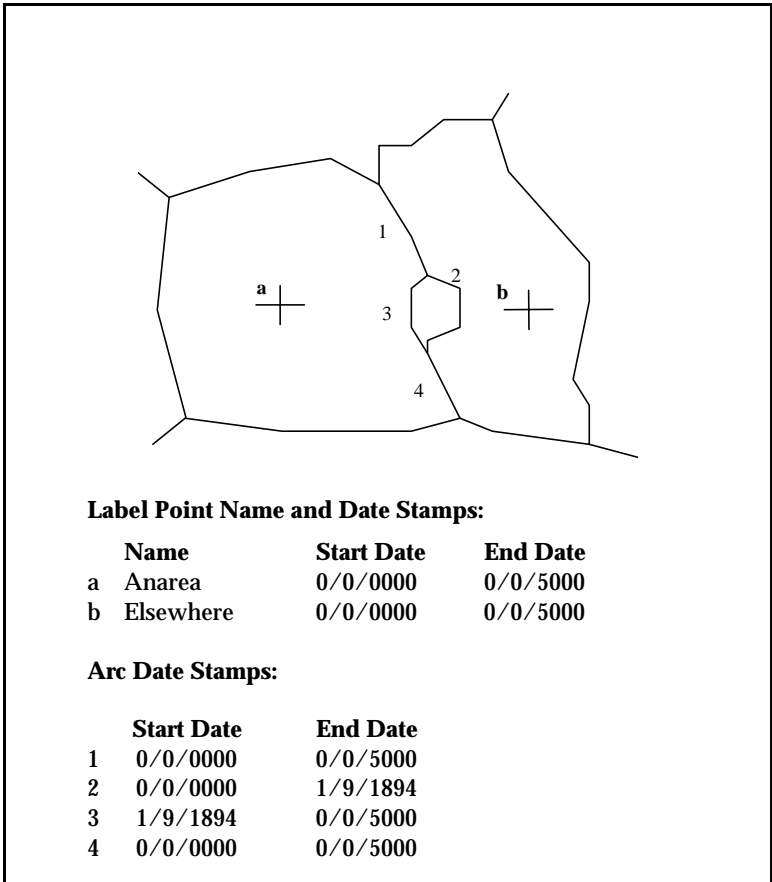 1
2
a
b
3
4
Label Point Name and Date Stamps:
Name Start Date End Date
a Anarea 0/0/0000 0/0/5000
b Elsewhere 0/0/0000 0/0/5000
Arc Date Stamps:
Start Date End Date
1 0/0/0000 0/0/5000
2 0/0/0000 1/9/1894
3 1/9/1894 0/0/5000
4 0/0/0000 0/0/5000